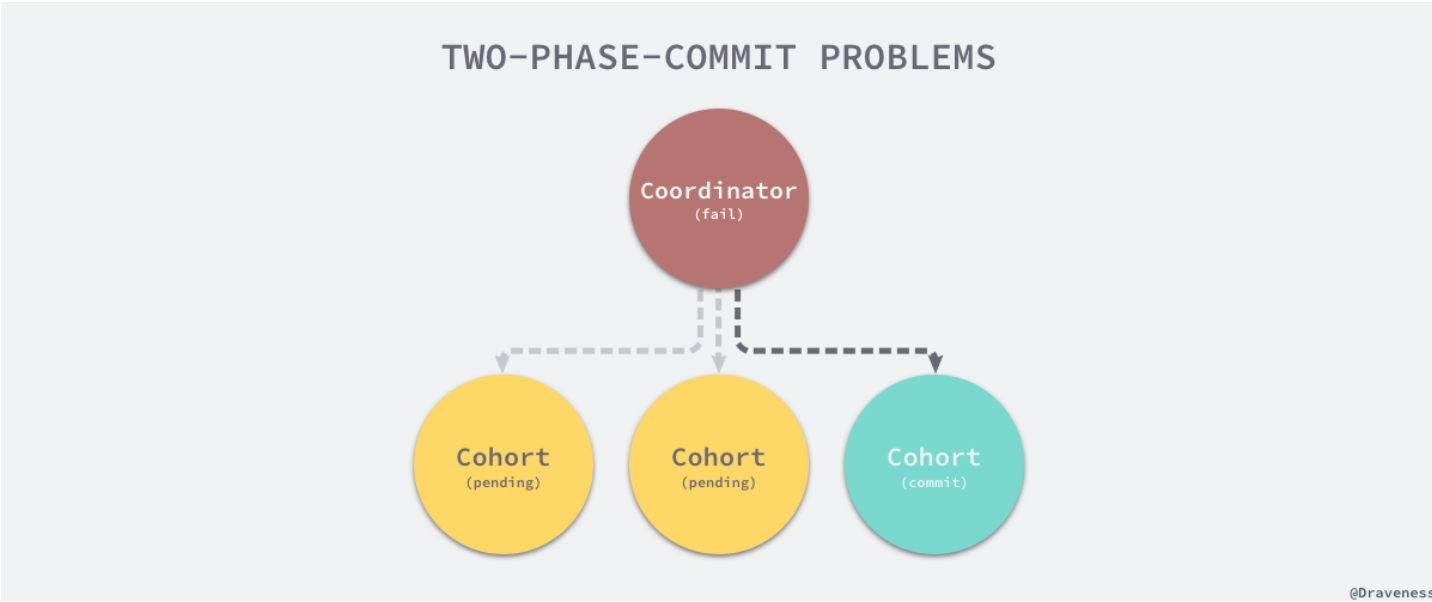 TWO-PHASE-COMMIT PROBLEMS
Coordinator
(fail)
Cohort
(pending)
Cohort
(pending)
Cohort
(commit)
@Draveness